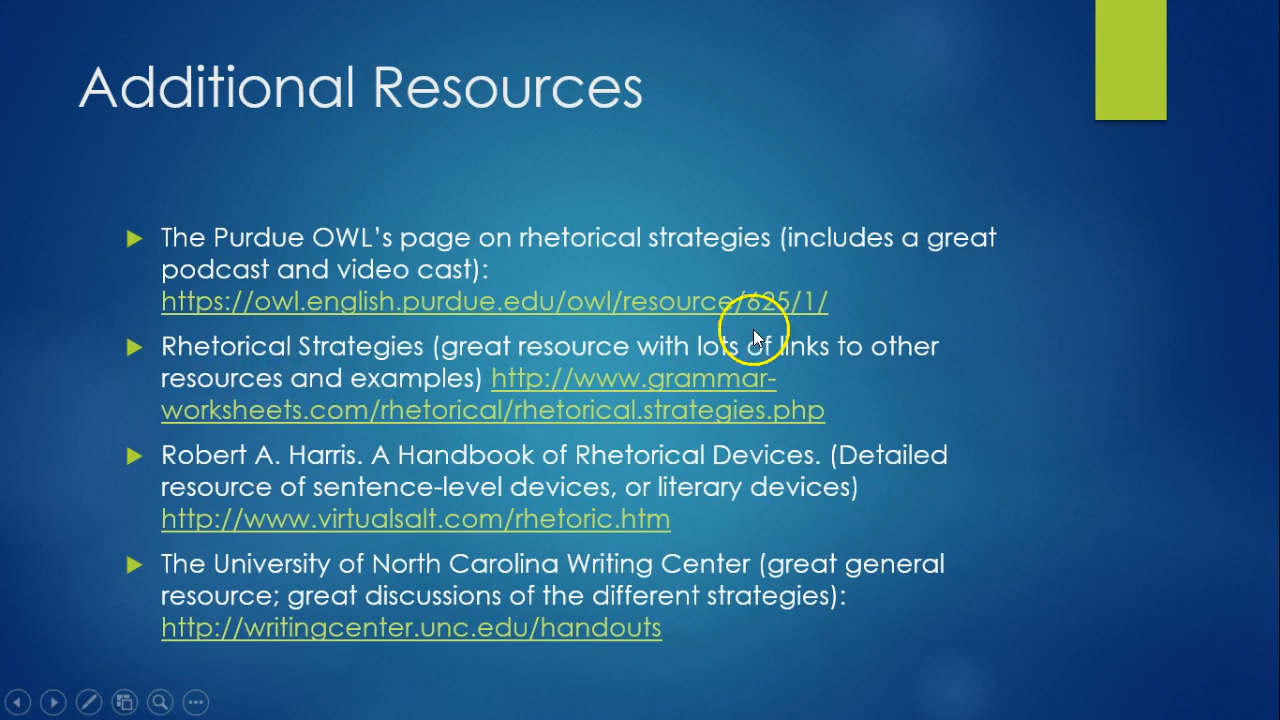 Additional Resources
The Purdue OWL’s page on rhetorical strategies (includes a great
podcast and video cast):
https://owl.english.purdue.edu/owl/resource/625/1/
Rhetorical Strategies (great resource with lots of links to other
resources and examples) http://www.grammar-
worksheets.com/rhetorical/rhetorical.strategies.php
Robert A. Harris. A Handbook of Rhetorical Devices. (Detailed
resource of sentence-level devices, or literary devices)
http://www.virtualsalt.com/rhetoric.htm
The University of North Carolina Writing Center (great general
resource; great discussions of the different strategies):
http://writingcenter.unc.edu/handouts